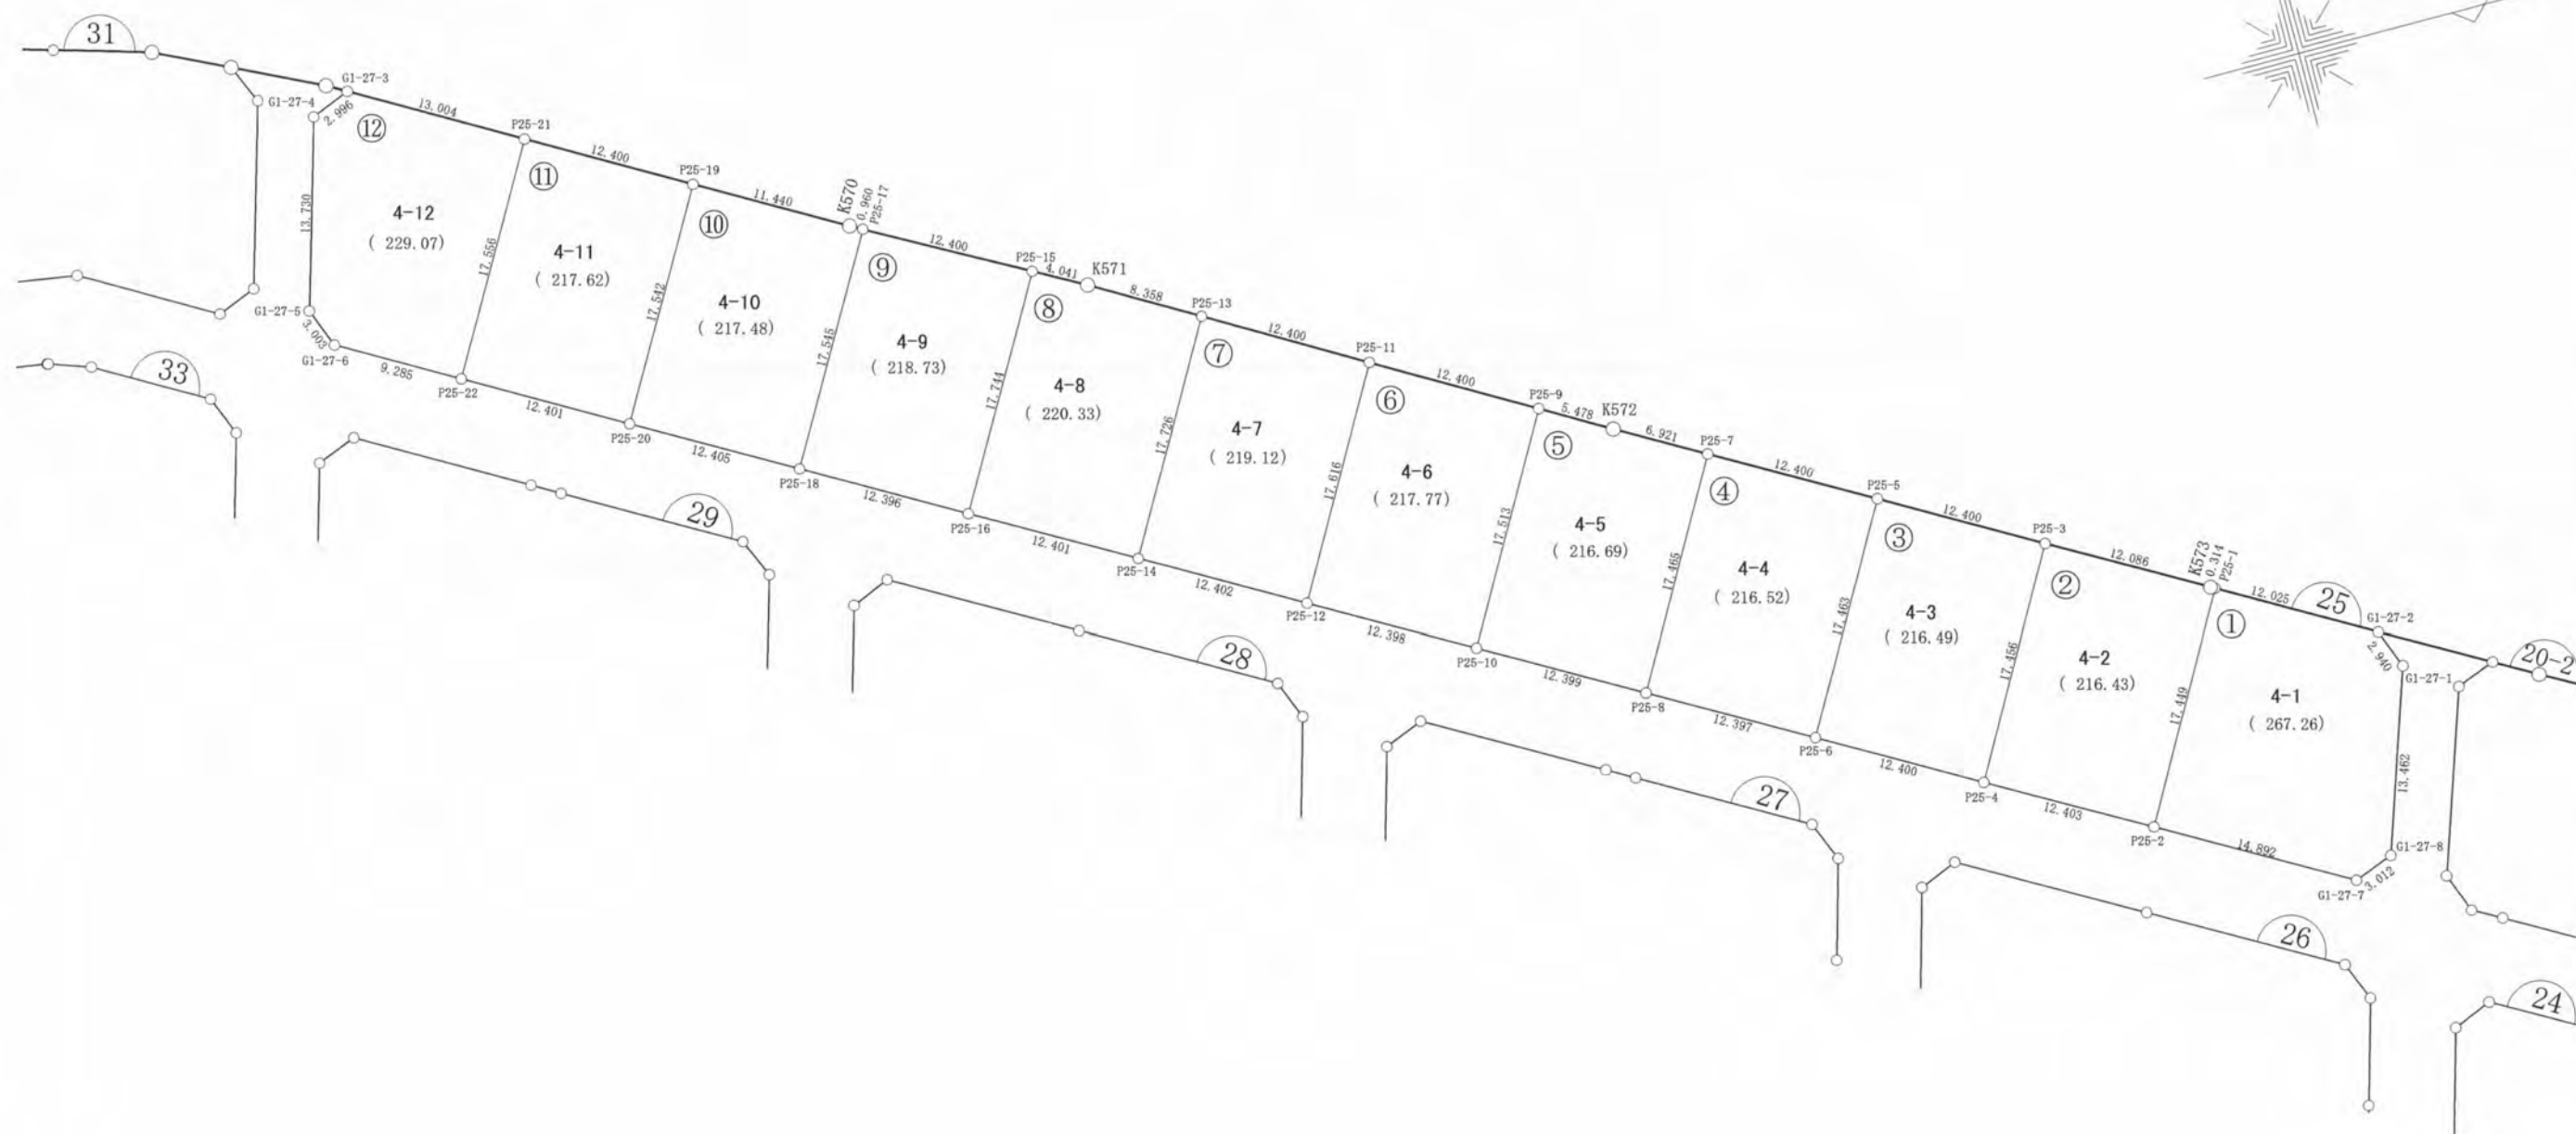 31
G1-27-3
G1-27-4
2.996
⑫
13.004
P25-21
4-12
( 229.07)
13.730
G1-27-5
3.003
G1-27-6
9.285
P25-22
17.556
⑪
12.400
P25-19
4-11
( 217.62)
12.401
P25-20
17.542
⑩
11.440
K570
0.960
P25-17
4-10
( 217.48)
12.405
P25-18
17.545
⑨
12.400
P25-15
4-9
( 218.73)
12.396
P25-16
17.744
⑧
4.041
K571
8.358
P25-13
4-8
( 220.33)
12.401
P25-14
17.726
⑦
12.400
P25-11
4-7
( 219.12)
12.402
P25-12
17.616
⑥
12.400
P25-9
4-6
( 217.77)
12.398
P25-10
17.513
⑤
5.478
K572
6.921
P25-7
4-5
( 216.69)
12.399
P25-8
17.465
④
12.400
P25-5
4-4
( 216.52)
12.397
P25-6
17.463
③
12.400
P25-3
4-3
( 216.49)
12.400
P25-4
17.456
②
12.086
K573
0.314
P25-1
4-2
( 216.43)
12.403
P25-2
17.449
①
12.025
25
G1-27-2
2.940
G1-27-1
4-1
( 267.26)
13.462
14.892
G1-27-8
3.012
G1-27-7
20-2
33
29
28
27
26
24